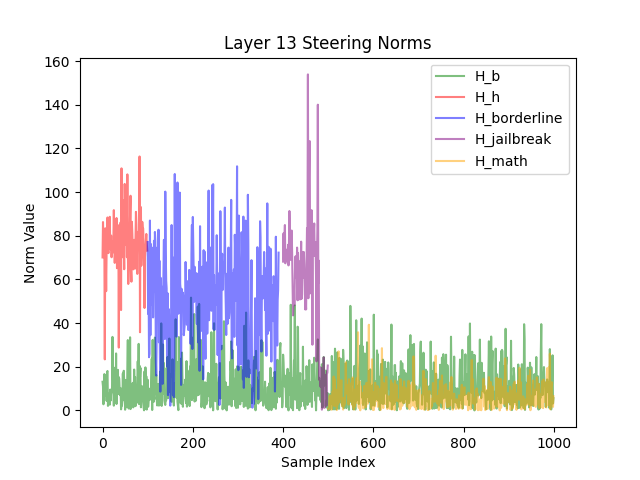 Layer 13 Steering Norms
160
140
120
100
80
60
40
20
0
Norm Value
H_b
H_h
H_borderline
H_jailbreak
H_math
0
200
400
600
800
1000
Sample Index